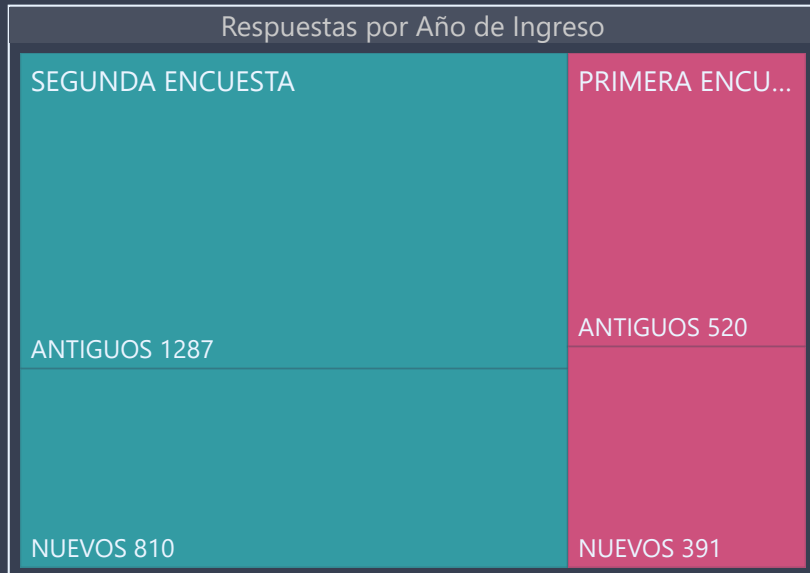 Respuestas por Año de Ingreso
SEGUNDA ENCUESTA
ANTIGUOS 1287
NUEVOS 810
PRIMERA ENCU...
ANTIGUOS 520
NUEVOS 391